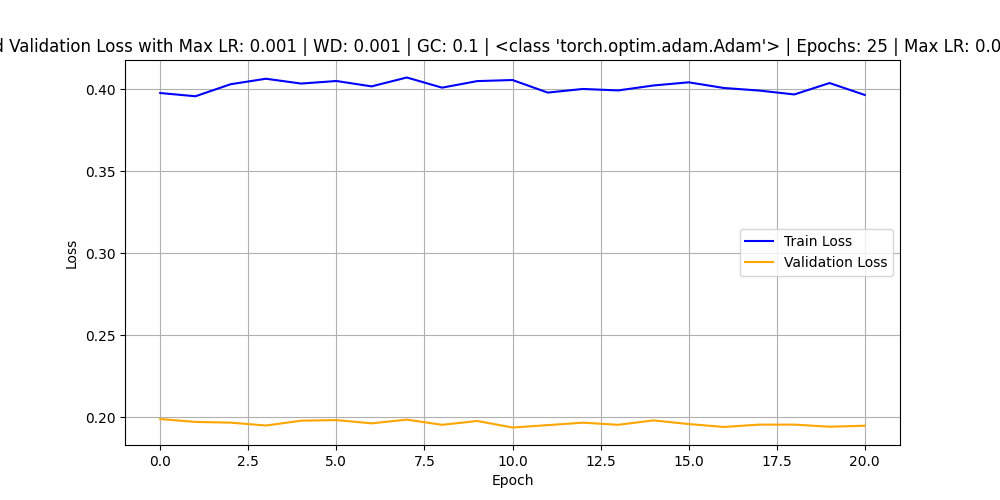 Validation Loss with Max LR: 0.001 | WD: 0.001 | GC: 0.1 | <class 'torch.optim.adam.Adam'> | Epochs: 25 | Max LR: 0.0
0.40
0.35
0.30
0.25
0.20
Loss
Train Loss
Validation Loss
0.0 2.5 5.0 7.5 10.0 12.5 15.0 17.5 20.0
Epoch